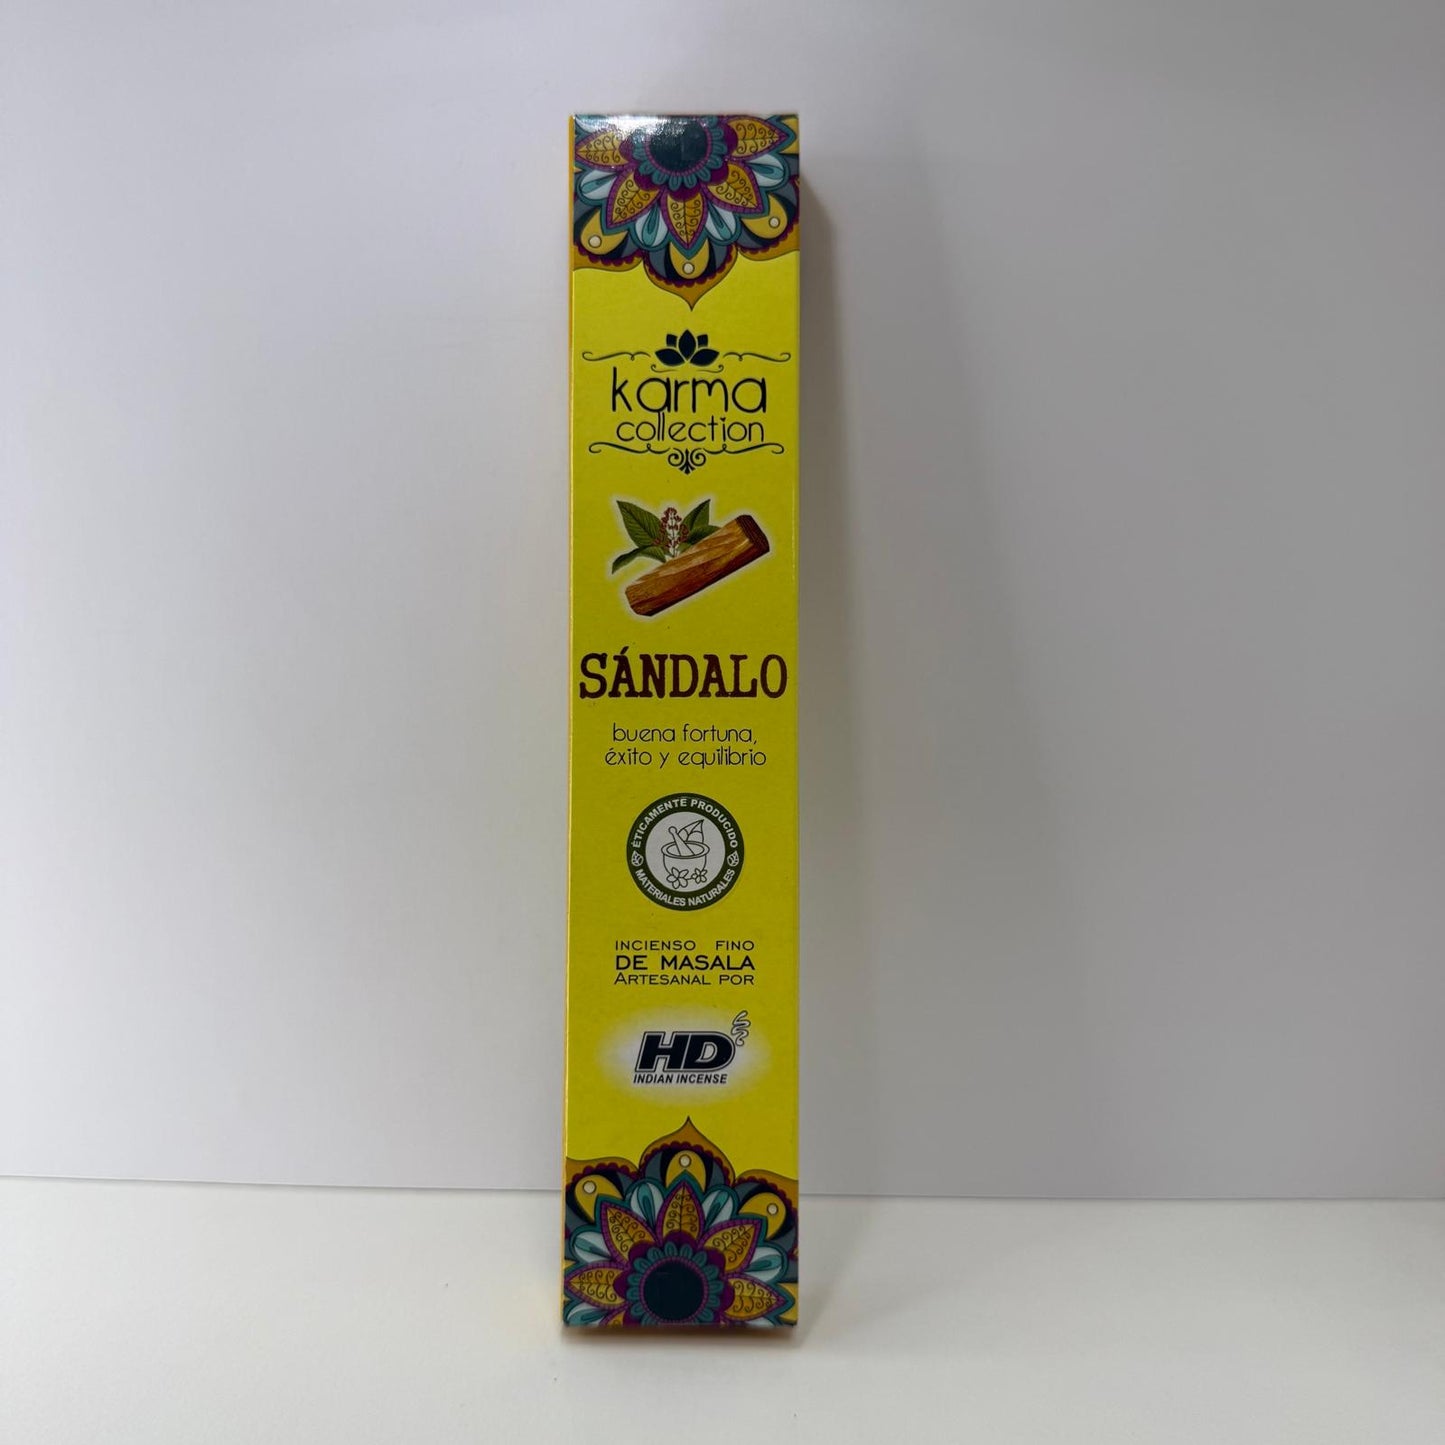 karma
collection
SÁNDALO
buena fortuna,
éxito y equilibrio
ÉTICAMENTE PRODUCIDO
MATERIALES NATURALES
INCIENSO FINO
DE MASALA
ARTESANAL POR
HD
INDIAN INCENSE